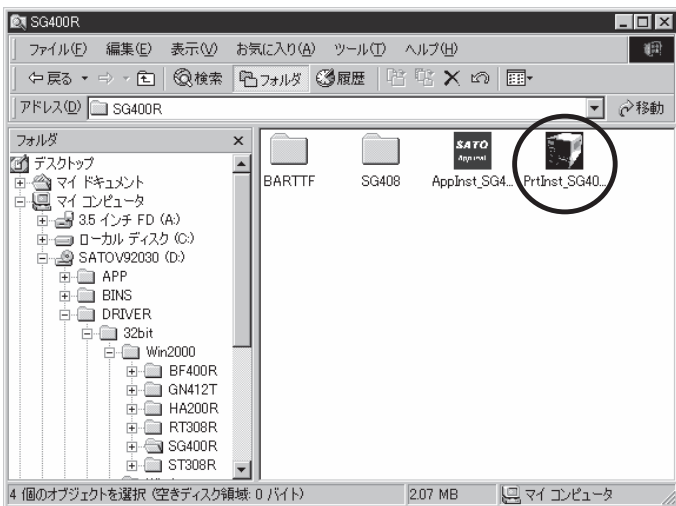 SG400R
ファイル(F) 編集(E) 表示(V) お気に入り(A) ツール(T) ヘルプ(H)
戻る 検索 フォルダ 履歴
アドレス(D) SG400R 移動
フォルダ
デスクトップ
マイ ドキュメント
マイ コンピュータ
3.5 インチ FD (A:)
ローカル ディスク (C:)
SATOV92030 (D:)
APP
BINS
DRIVER
32bit
Win2000
BF400R
GN412T
HA200R
RT308R
SG400R
ST308R
BARTTF
SG408
SATO
AppInst_SG4...
PrtInst_SG40...
4 個のオブジェクトを選択 (空きディスク領域: 0 バイト) 2.07 MB マイ コンピュータ